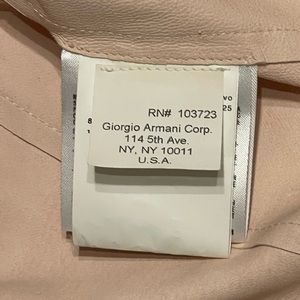 RN# 103723
Giorgio Armani Corp.
114 5th Ave.
NY, NY 10011
U.S.A.